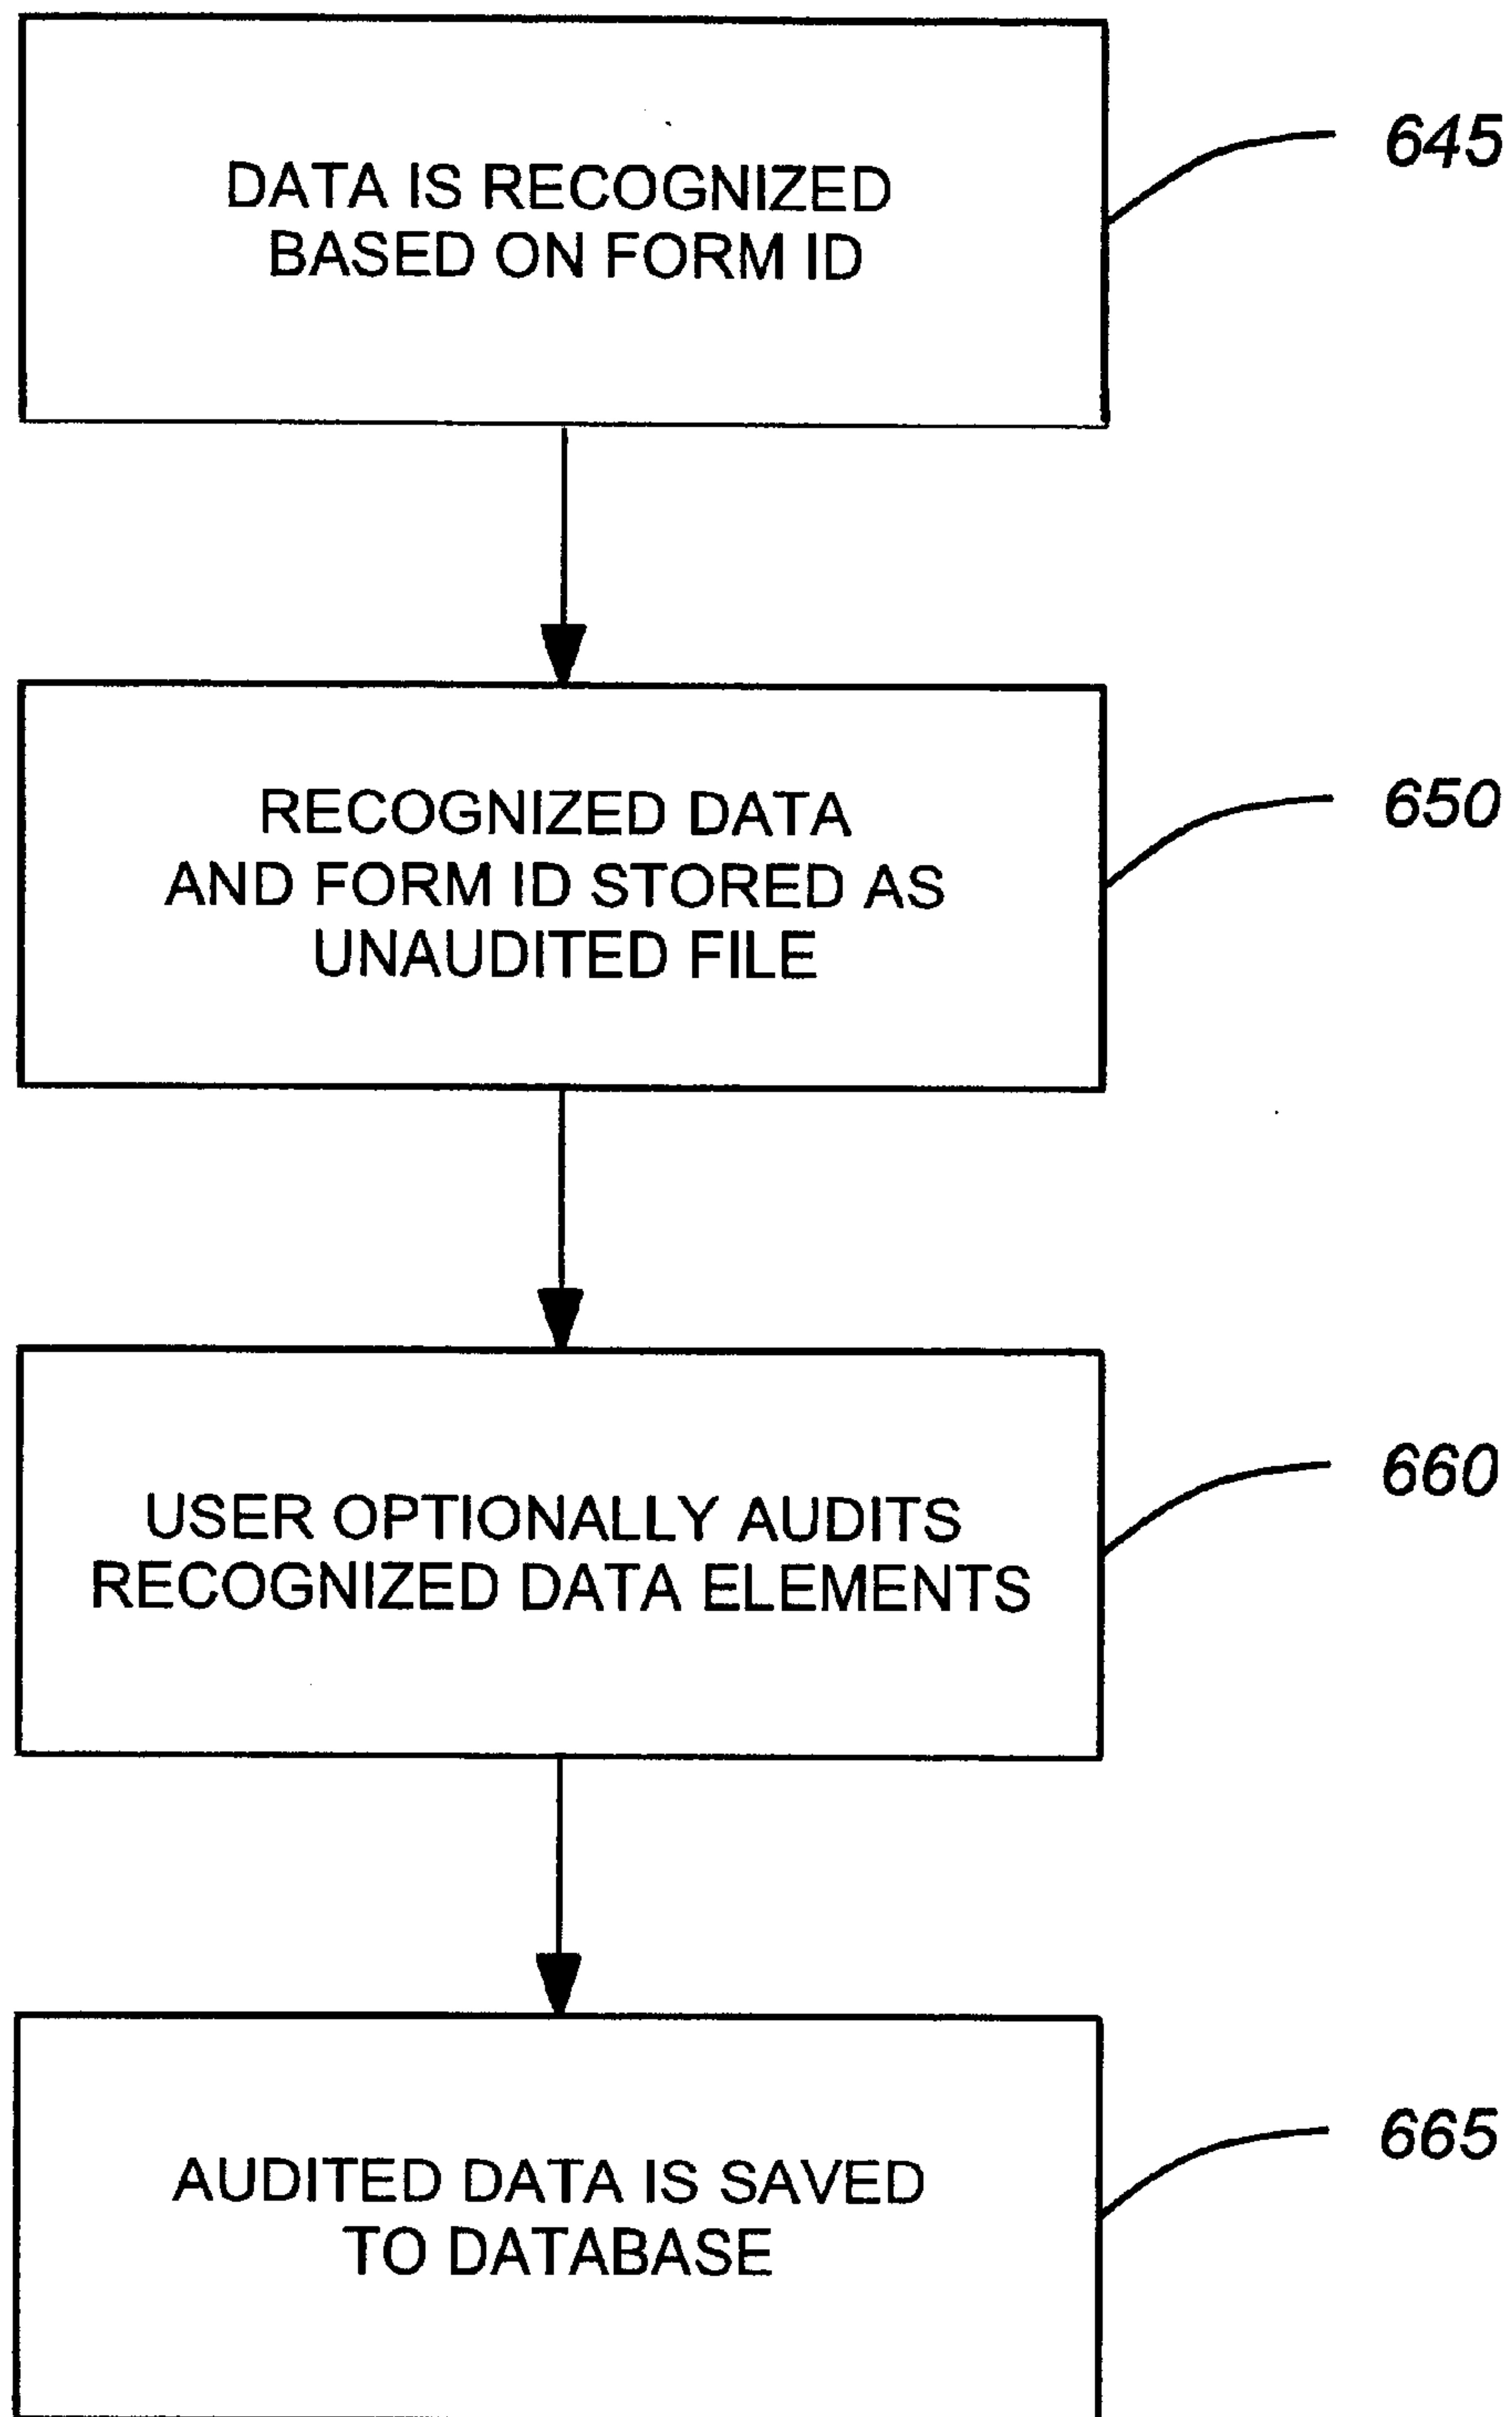 DATA IS RECOGNIZED
BASED ON FORM ID
645
RECOGNIZED DATA
AND FORM ID STORED AS
UNAUDITED FILE
650
USER OPTIONALLY AUDITS
RECOGNIZED DATA ELEMENTS
660
AUDITED DATA IS SAVED
TO DATABASE
665